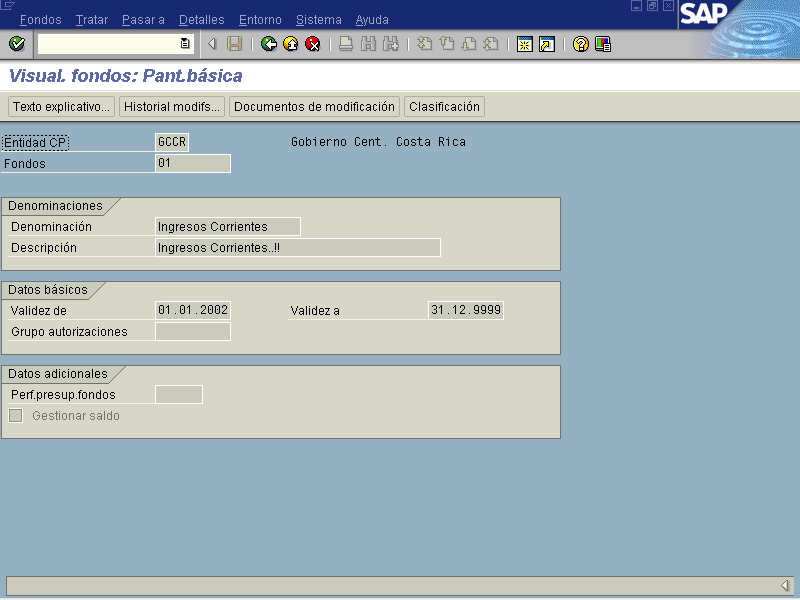 Fondos Tratar Pasar a Detalles Entorno Sistema Ayuda
SAP
Visual. fondos: Pant.básica
Texto explicativo... Historial modifs... Documentos de modificación Clasificación
Entidad CP GCCR Gobierno Cent. Costa Rica
Fondos 01
Denominaciones
Denominación Ingresos Corrientes
Descripción Ingresos Corrientes..!!
Datos básicos
Validez de 01.01.2002 Validez a 31.12.9999
Grupo autorizaciones
Datos adicionales
Perf.presup.fondos
Gestionar saldo